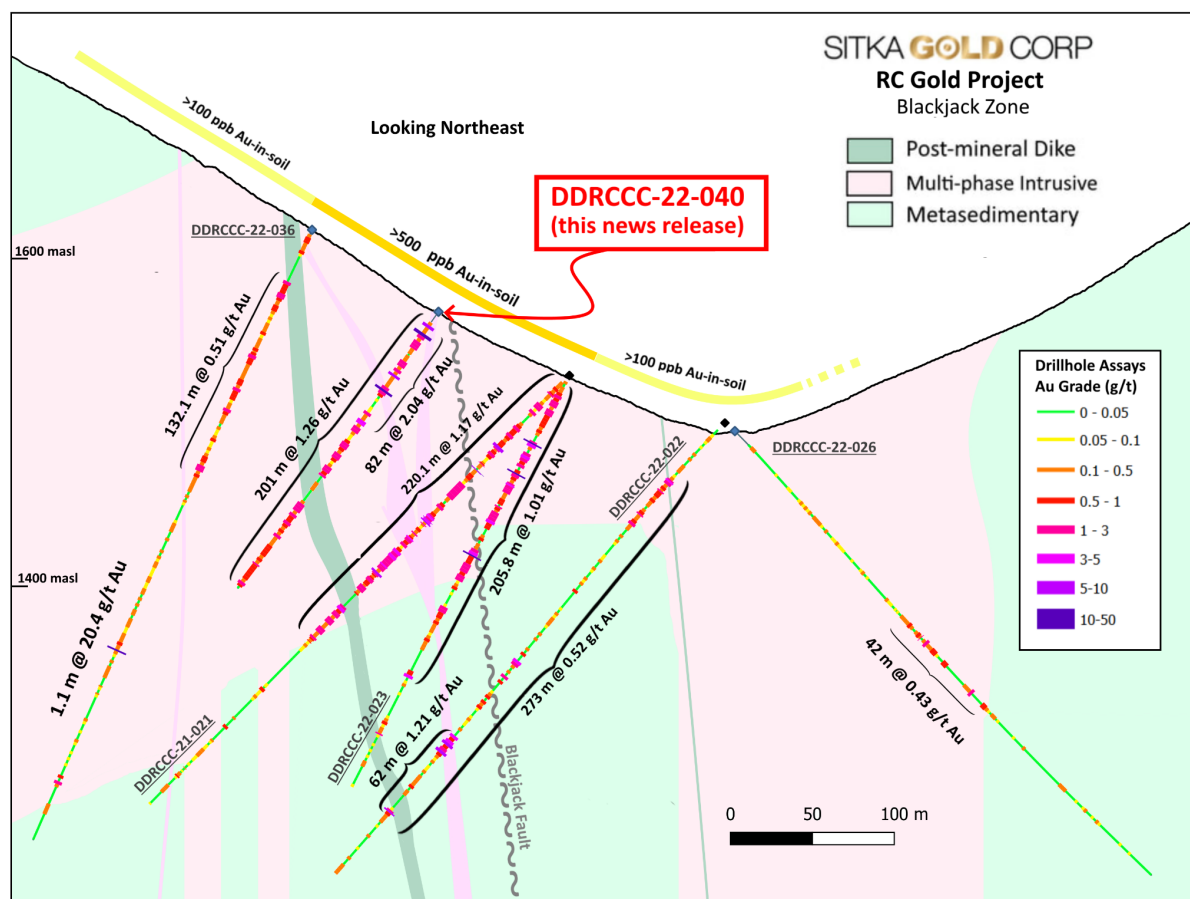 SITKA GOLD CORP
RC Gold Project
Blackjack Zone
Looking Northeast
Post-mineral Dike
Multi-phase Intrusive
Metasedimentary
>100 ppb Au-in-soil
>500 ppb Au-in-soil
>100 ppb Au-in-soil
DDRCCC-22-040
(this news release)
DDRCCC-22-036
1600 masl
1400 masl
132.1 m @ 0.51 g/t Au
1.1 m @ 20.4 g/t Au
201 m @ 1.26 g/t Au
82 m @ 2.04 g/t Au
220.1 m @ 1.17 g/t Au
205.8 m @ 1.01 g/t Au
DDRCCC-22-022
DDRCCC-22-026
DDRCCC-21-021
DDRCCC-22-023
62 m @ 1.21 g/t Au
273 m @ 0.52 g/t Au
42 m @ 0.43 g/t Au
Blackjack Fault
Drillhole Assays
Au Grade (g/t)
0 - 0.05
0.05 - 0.1
0.1 - 0.5
0.5 - 1
1 - 3
3-5
5-10
10-50
0 50 100 m